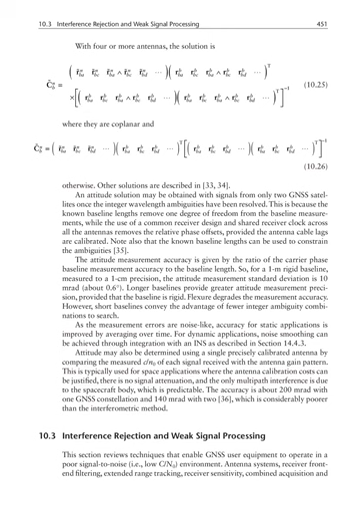 10.3 Interference Rejection and Weak Signal Processing 451
With four or more antennas, the solution is
(10.25)
where they are coplanar and
(10.26)
otherwise. Other solutions are described in [33, 34].
An attitude solution may be obtained with signals from only two GNSS satel-
lites once the integer wavelength ambiguities have been resolved. This is because the
known baseline lengths remove one degree of freedom from the baseline measure-
ments, while the use of a common receiver design and shared receiver clock across
all the antennas removes the relative phase offsets, provided the antenna cable lags
are calibrated. Note also that the known baseline lengths can be used to constrain
the ambiguities [35].
The attitude measurement accuracy is given by the ratio of the carrier phase
baseline measurement accuracy to the baseline length. So, for a 1-m rigid baseline,
measured to a 1-cm precision, the attitude measurement standard deviation is 10
mrad (about 0.6°). Longer baselines provide greater attitude measurement preci-
sion, provided that the baseline is rigid. Flexure degrades the measurement accuracy.
However, short baselines convey the advantage of fewer integer ambiguity combi-
nations to search.
As the measurement errors are noise-like, accuracy for static applications is
improved by averaging over time. For dynamic applications, noise smoothing can
be achieved through integration with an INS as described in Section 14.4.3.
Attitude may also be determined using a single precisely calibrated antenna by
comparing the measured c/n₀ of each signal received with the antenna gain pattern.
This is typically used for space applications where the antenna calibration costs can
be justified, there is no signal attenuation, and the only multipath interference is due
to the spacecraft body, which is predictable. The accuracy is about 200 mrad with
one GNSS constellation and 140 mrad with two [36], which is considerably poorer
than the interferometric method.
10.3 Interference Rejection and Weak Signal Processing
This section reviews techniques that enable GNSS user equipment to operate in a
poor signal-to-noise (i.e., low C/N₀) environment. Antenna systems, receiver front-
end filtering, extended range tracking, receiver sensitivity, combined acquisition and